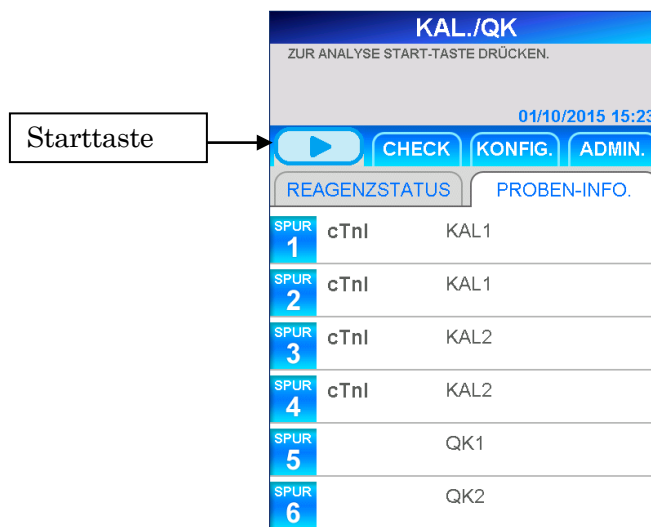 KAL./QK
ZUR ANALYSE START-TASTE DRÜCKEN.
01/10/2015 15:23
Starttaste
CHECK KONFIG. ADMIN.
REAGENZSTATUS PROBEN-INFO.
SPUR 1 cTnI KAL1
SPUR 2 cTnI KAL1
SPUR 3 cTnI KAL2
SPUR 4 cTnI KAL2
SPUR 5 QK1
SPUR 6 QK2